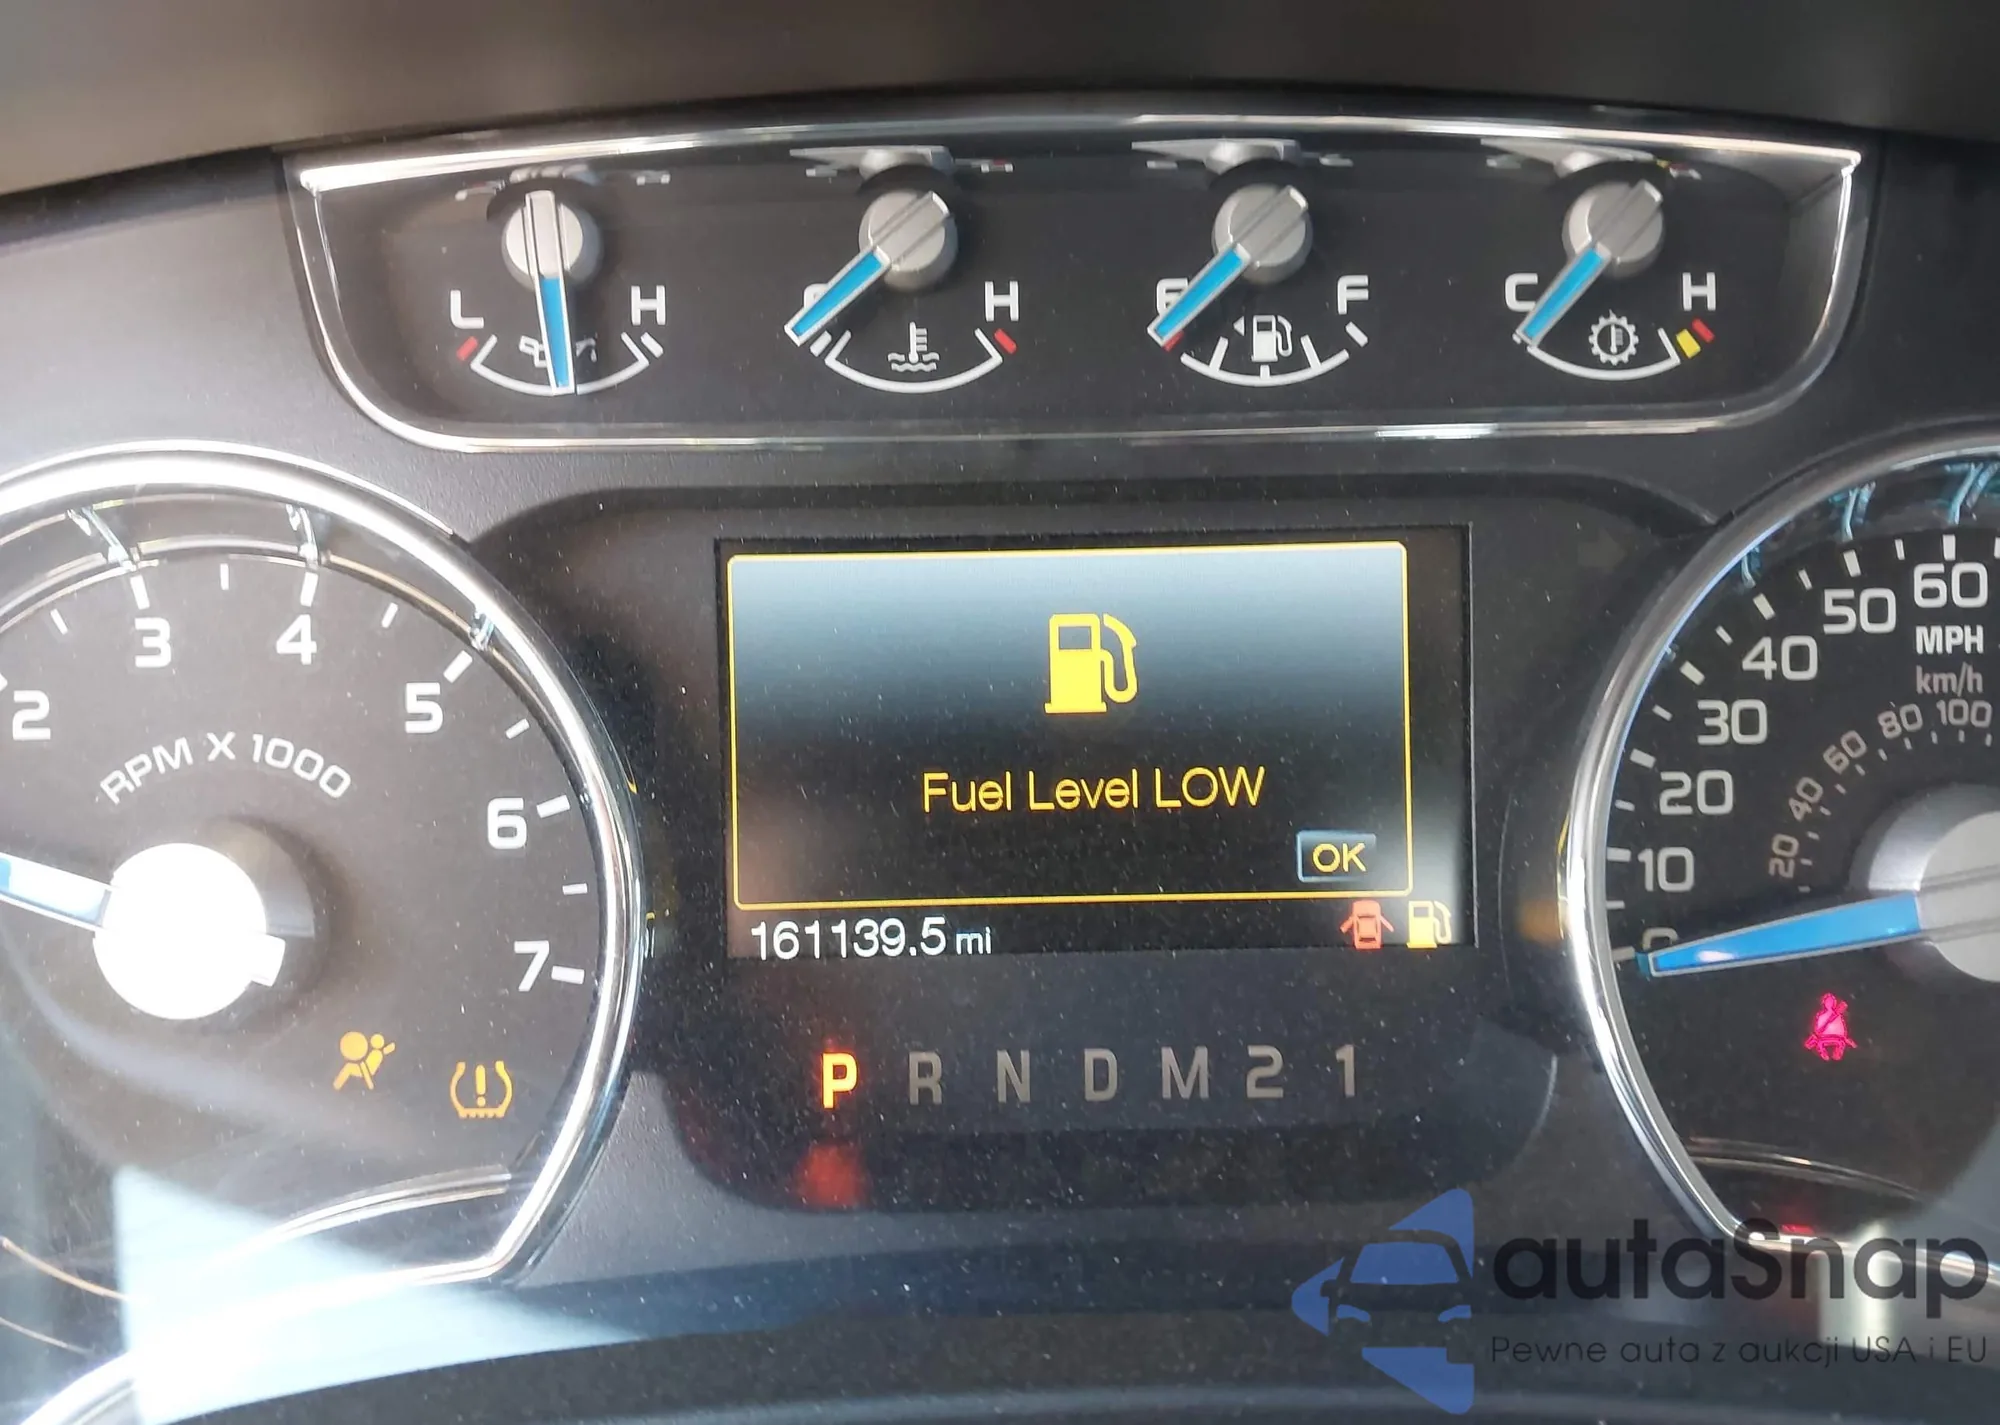 L H
H
E F
C H
2 3 4 5 6 7
RPM X 1000
Fuel Level LOW
OK
161139.5 mi
P R N D M 2 1
0 10 20 30 40 50 60
MPH
km/h
20 40 60 80 100
autaSnap
Pewne auta z aukcji USA i EU